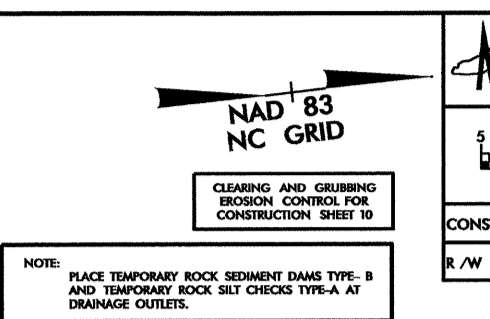 NAD 83
NC GRID
CLEARING AND GRUBBING
EROSION CONTROL FOR
CONSTRUCTION SHEET 10
5
CONS
R /W
NOTE:
PLACE TEMPORARY ROCK SEDIMENT DAMS TYPE- B
AND TEMPORARY ROCK SILT CHECKS TYPE-A AT
DRAINAGE OUTLETS.